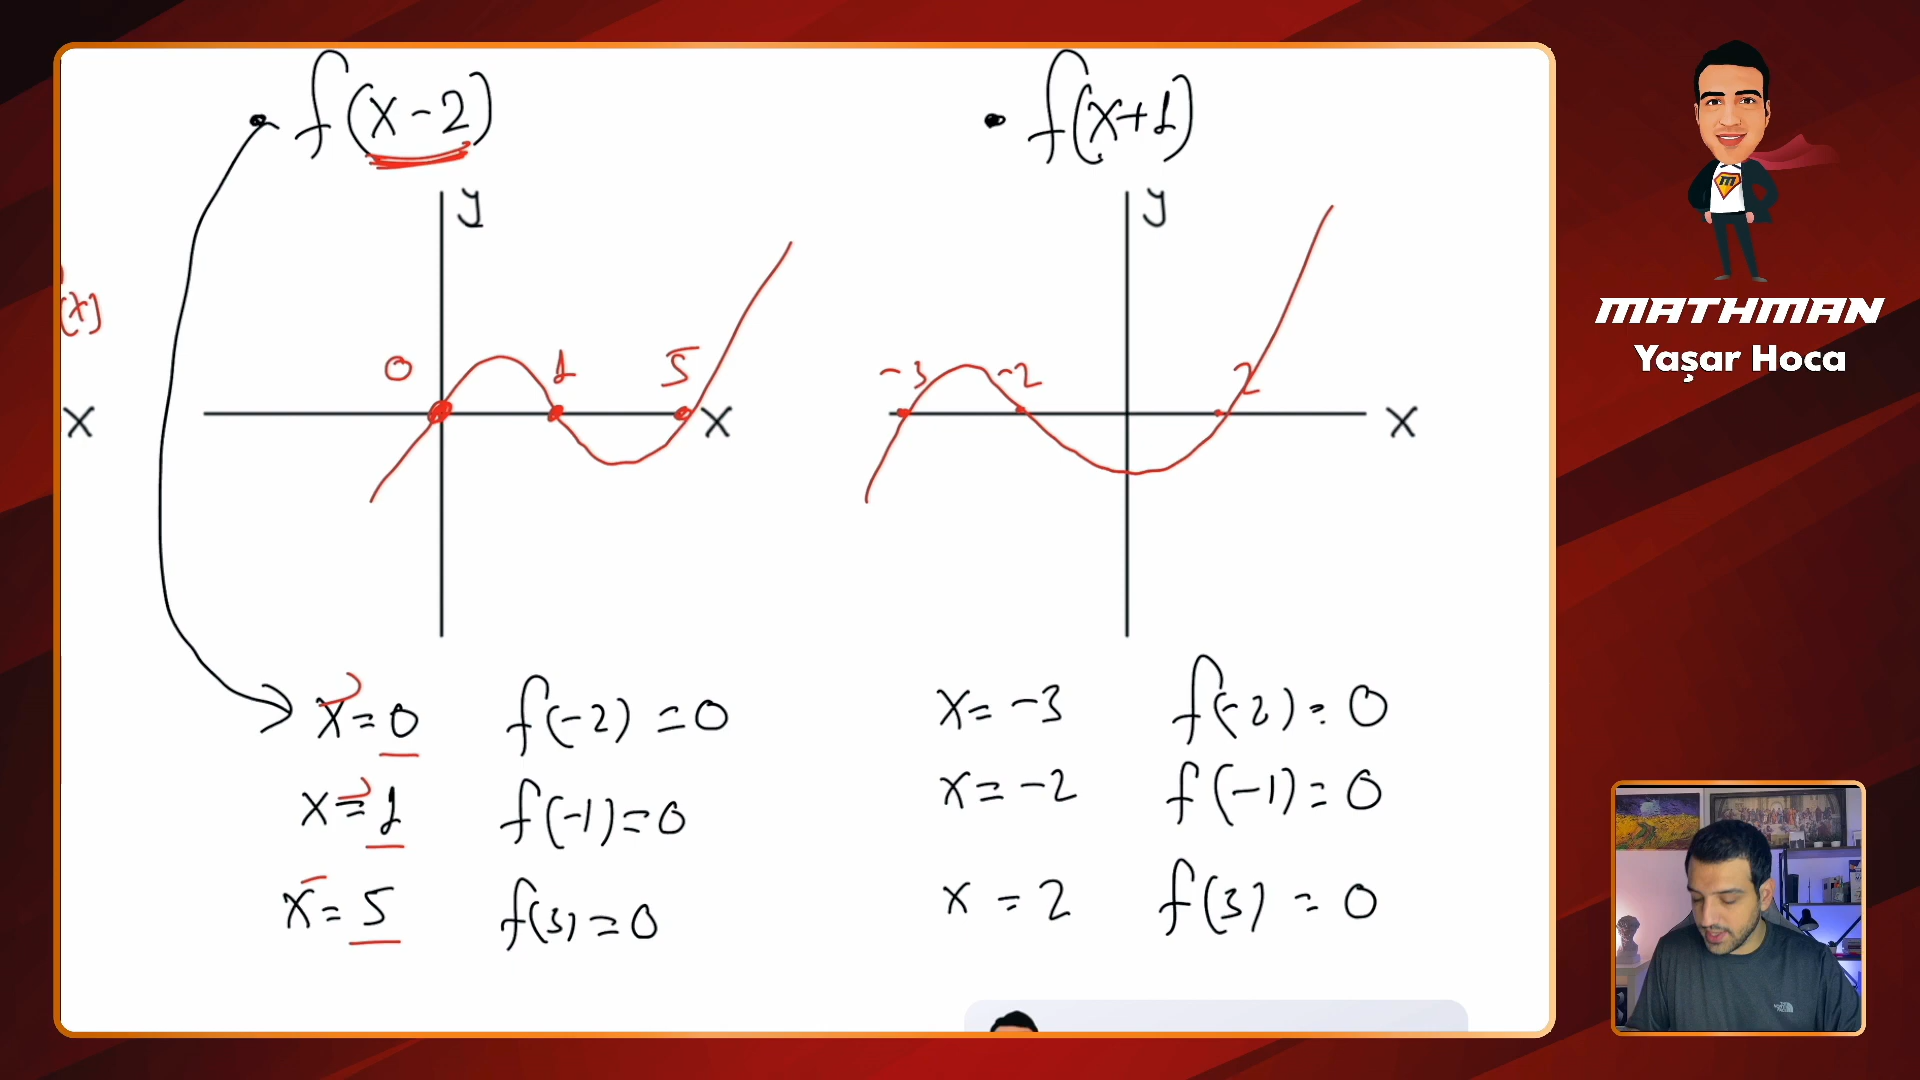 f(x-2)
y
(x)
x
0
1
5
x
x=0 f(-2)=0
x=1 f(-1)=0
x=5 f(3)=0
f(x+1)
y
-3
-2
2
x
x=-3 f(-2)=0
x=-2 f(-1)=0
x=2 f(3)=0
MATHMAN
Yaşar Hoca